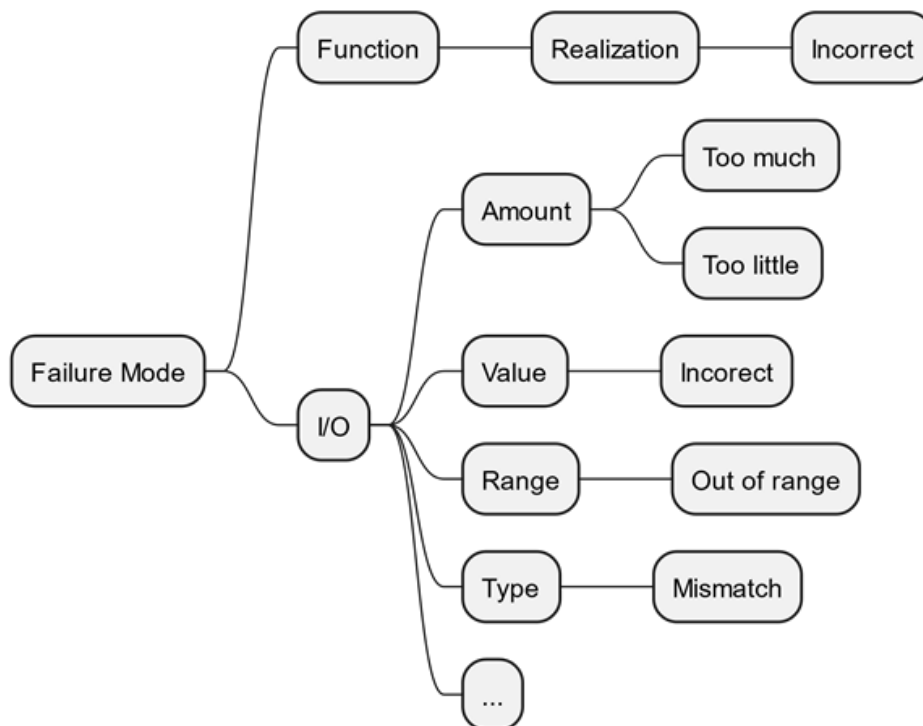 Function
Realization
Incorrect
Too much
Amount
Too little
Failure Mode
Value
Incorect
I/O
Range
Out of range
Type
Mismatch
...